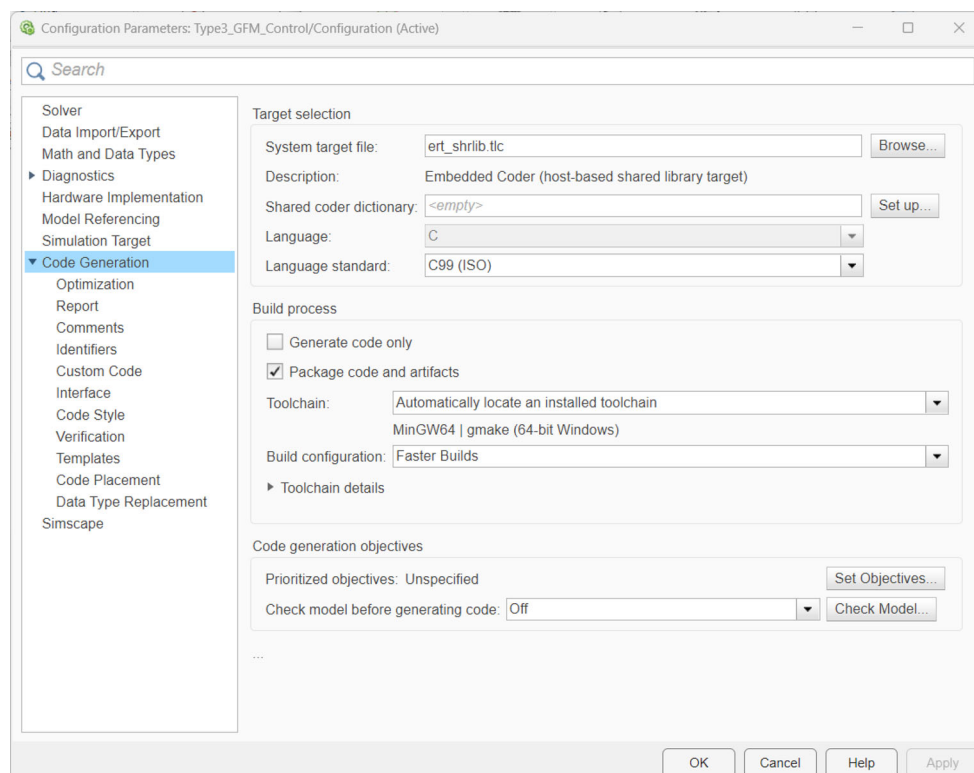 Configuration Parameters: Type3_GFM_Control/Configuration (Active)
Search
Solver
Data Import/Export
Math and Data Types
Diagnostics
Hardware Implementation
Model Referencing
Simulation Target
Code Generation
Optimization
Report
Comments
Identifiers
Custom Code
Interface
Code Style
Verification
Templates
Code Placement
Data Type Replacement
Simscape
Target selection
System target file: ert_shrlib.tlc Browse...
Description: Embedded Coder (host-based shared library target)
Shared coder dictionary: <empty> Set up...
Language: C
Language standard: C99 (ISO)
Build process
Generate code only
Package code and artifacts
Toolchain: Automatically locate an installed toolchain
MinGW64 | gmake (64-bit Windows)
Build configuration: Faster Builds
Toolchain details
Code generation objectives
Prioritized objectives: Unspecified Set Objectives...
Check model before generating code: Off Check Model...
...
OK Cancel Help Apply